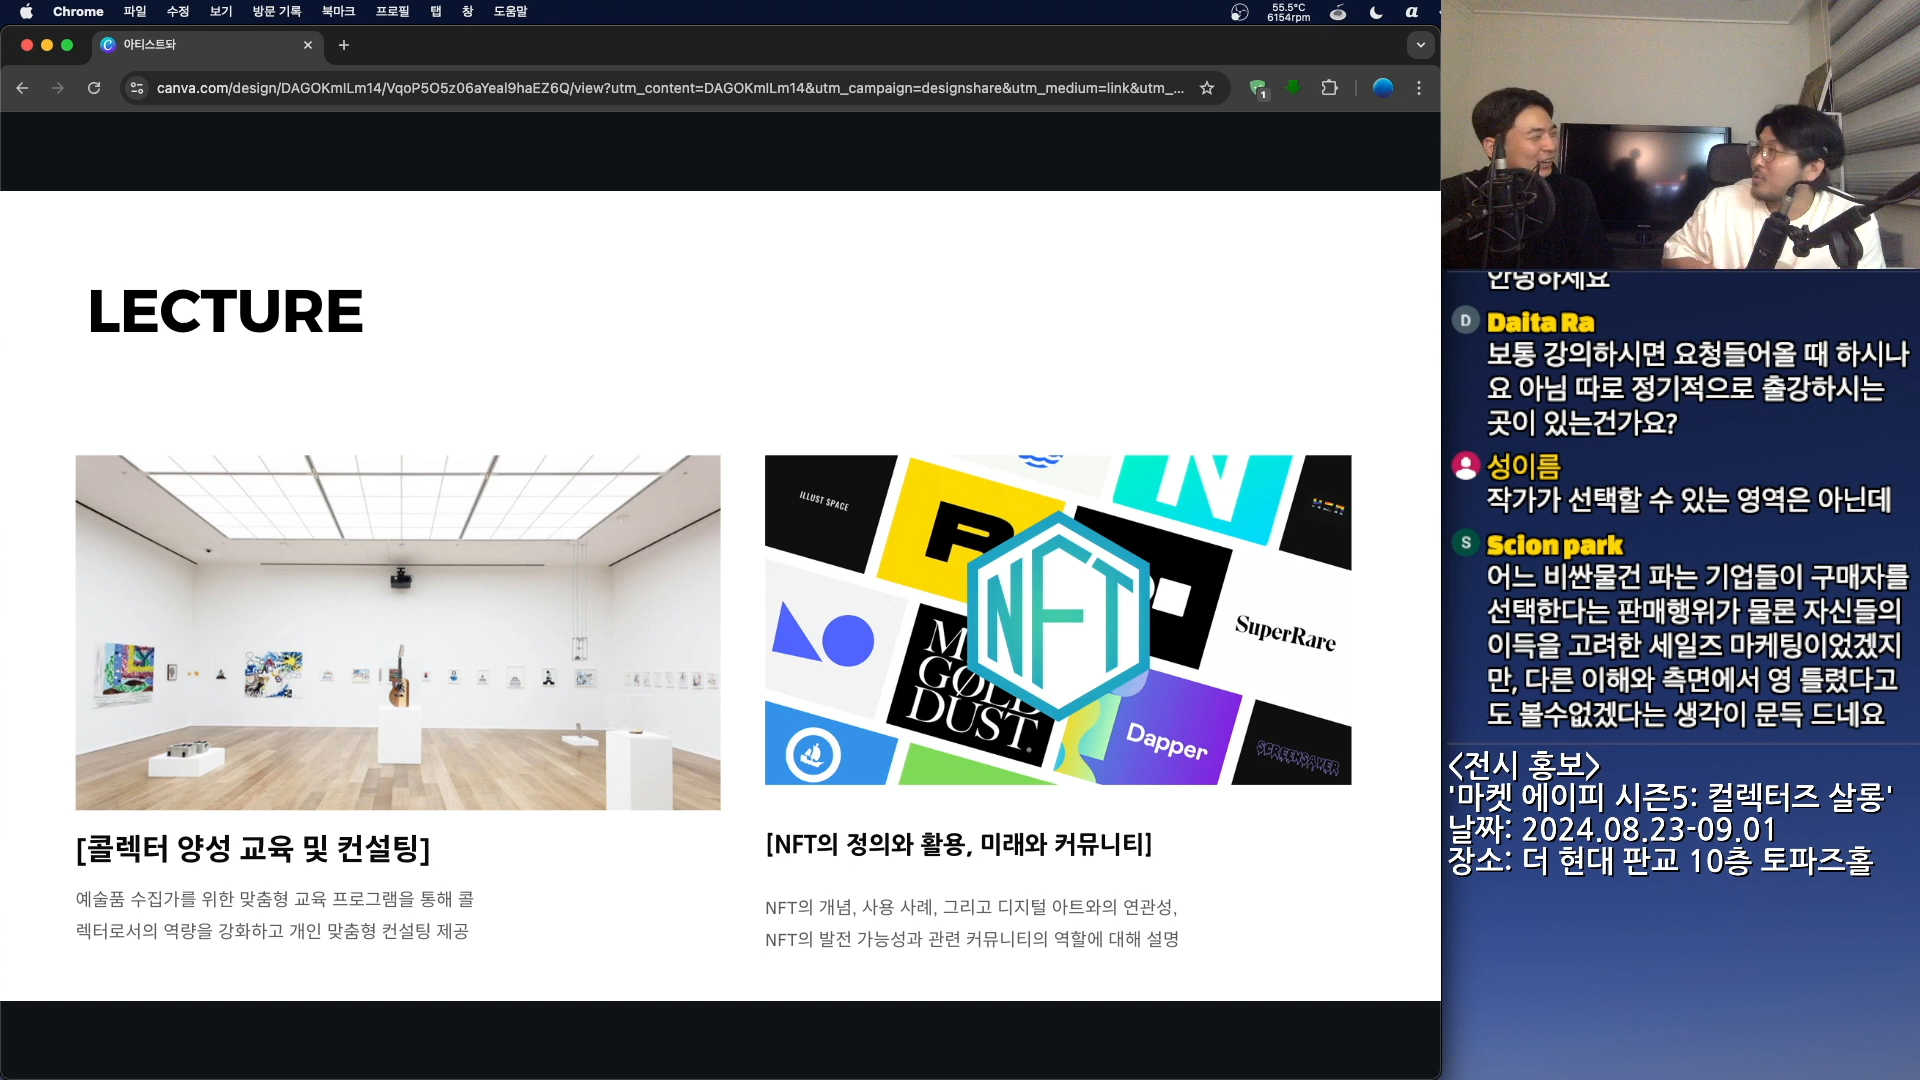 Chrome 파일 수정 보기 방문 기록 북마크 프로필 탭 창 도움말
55.5°C
6154rpm
아티스트돠
canva.com/design/DAGOKmlLm14/VqoP5O5z06aYeal9haEZ6Q/view?utm_content=DAGOKmlLm14&utm_campaign=designshare&utm_medium=link&utm_...
1
LECTURE
ILLUST SPACE
N
NFT
SuperRare
GOLD
DUST
Dapper
SCREENSAVER
[콜렉터 양성 교육 및 컨설팅]
예술품 수집가를 위한 맞춤형 교육 프로그램을 통해 콜
렉터로서의 역량을 강화하고 개인 맞춤형 컨설팅 제공
[NFT의 정의와 활용, 미래와 커뮤니티]
NFT의 개념, 사용 사례, 그리고 디지털 아트와의 연관성,
NFT의 발전 가능성과 관련 커뮤니티의 역할에 대해 설명
안녕하세요
D Daita Ra
보통 강의하시면 요청들어올 때 하시나
요 아님 따로 정기적으로 출강하시는
곳이 있는건가요?
성이름
작가가 선택할 수 있는 영역은 아닌데
S Scion park
어느 비싼물건 파는 기업들이 구매자를
선택한다는 판매행위가 물론 자신들의
이득을 고려한 세일즈 마케팅이었겠지
만, 다른 이해와 측면에서 영 틀렸다고
도 볼수없겠다는 생각이 문득 드네요
<전시 홍보>
'마켓 에이피 시즌5: 컬렉터즈 살롱'
날짜: 2024.08.23-09.01
장소: 더 현대 판교 10층 토파즈홀